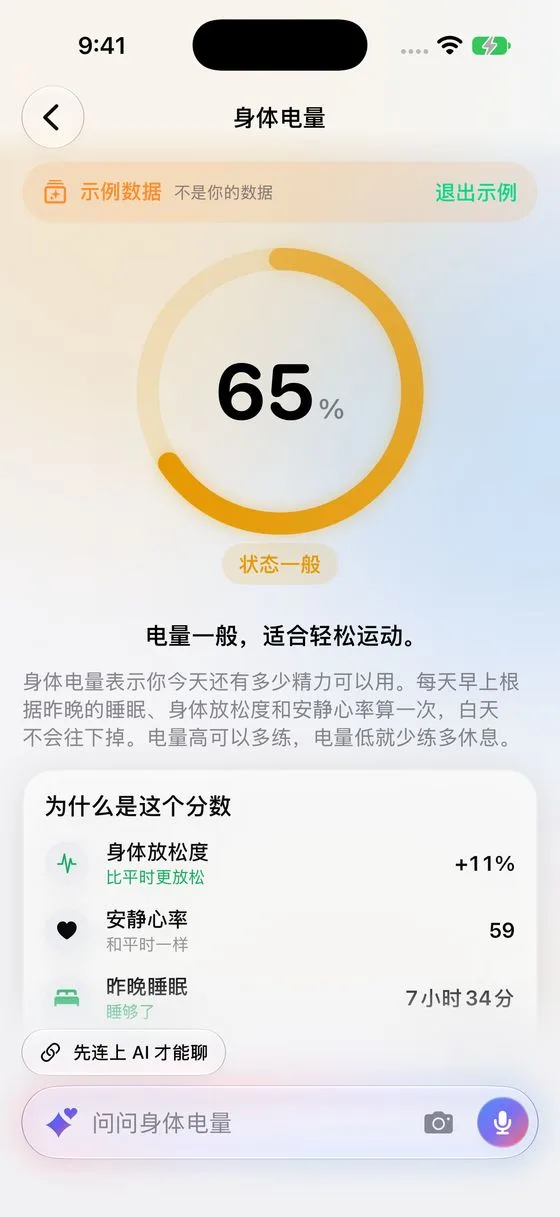 9:41
身体电量
示例数据 不是你的数据 退出示例
65%
状态一般
电量一般，适合轻松运动。
身体电量表示你今天还有多少精力可以用。每天早上根
据昨晚的睡眠、身体放松度和安静心率算一次，白天
不会往下掉。电量高可以多练，电量低就少练多休息。
为什么是这个分数
身体放松度 +11%
比平时更放松
安静心率 59
和平时一样
昨晚睡眠 7小时34分
睡够了
先连上 AI 才能聊
问问身体电量